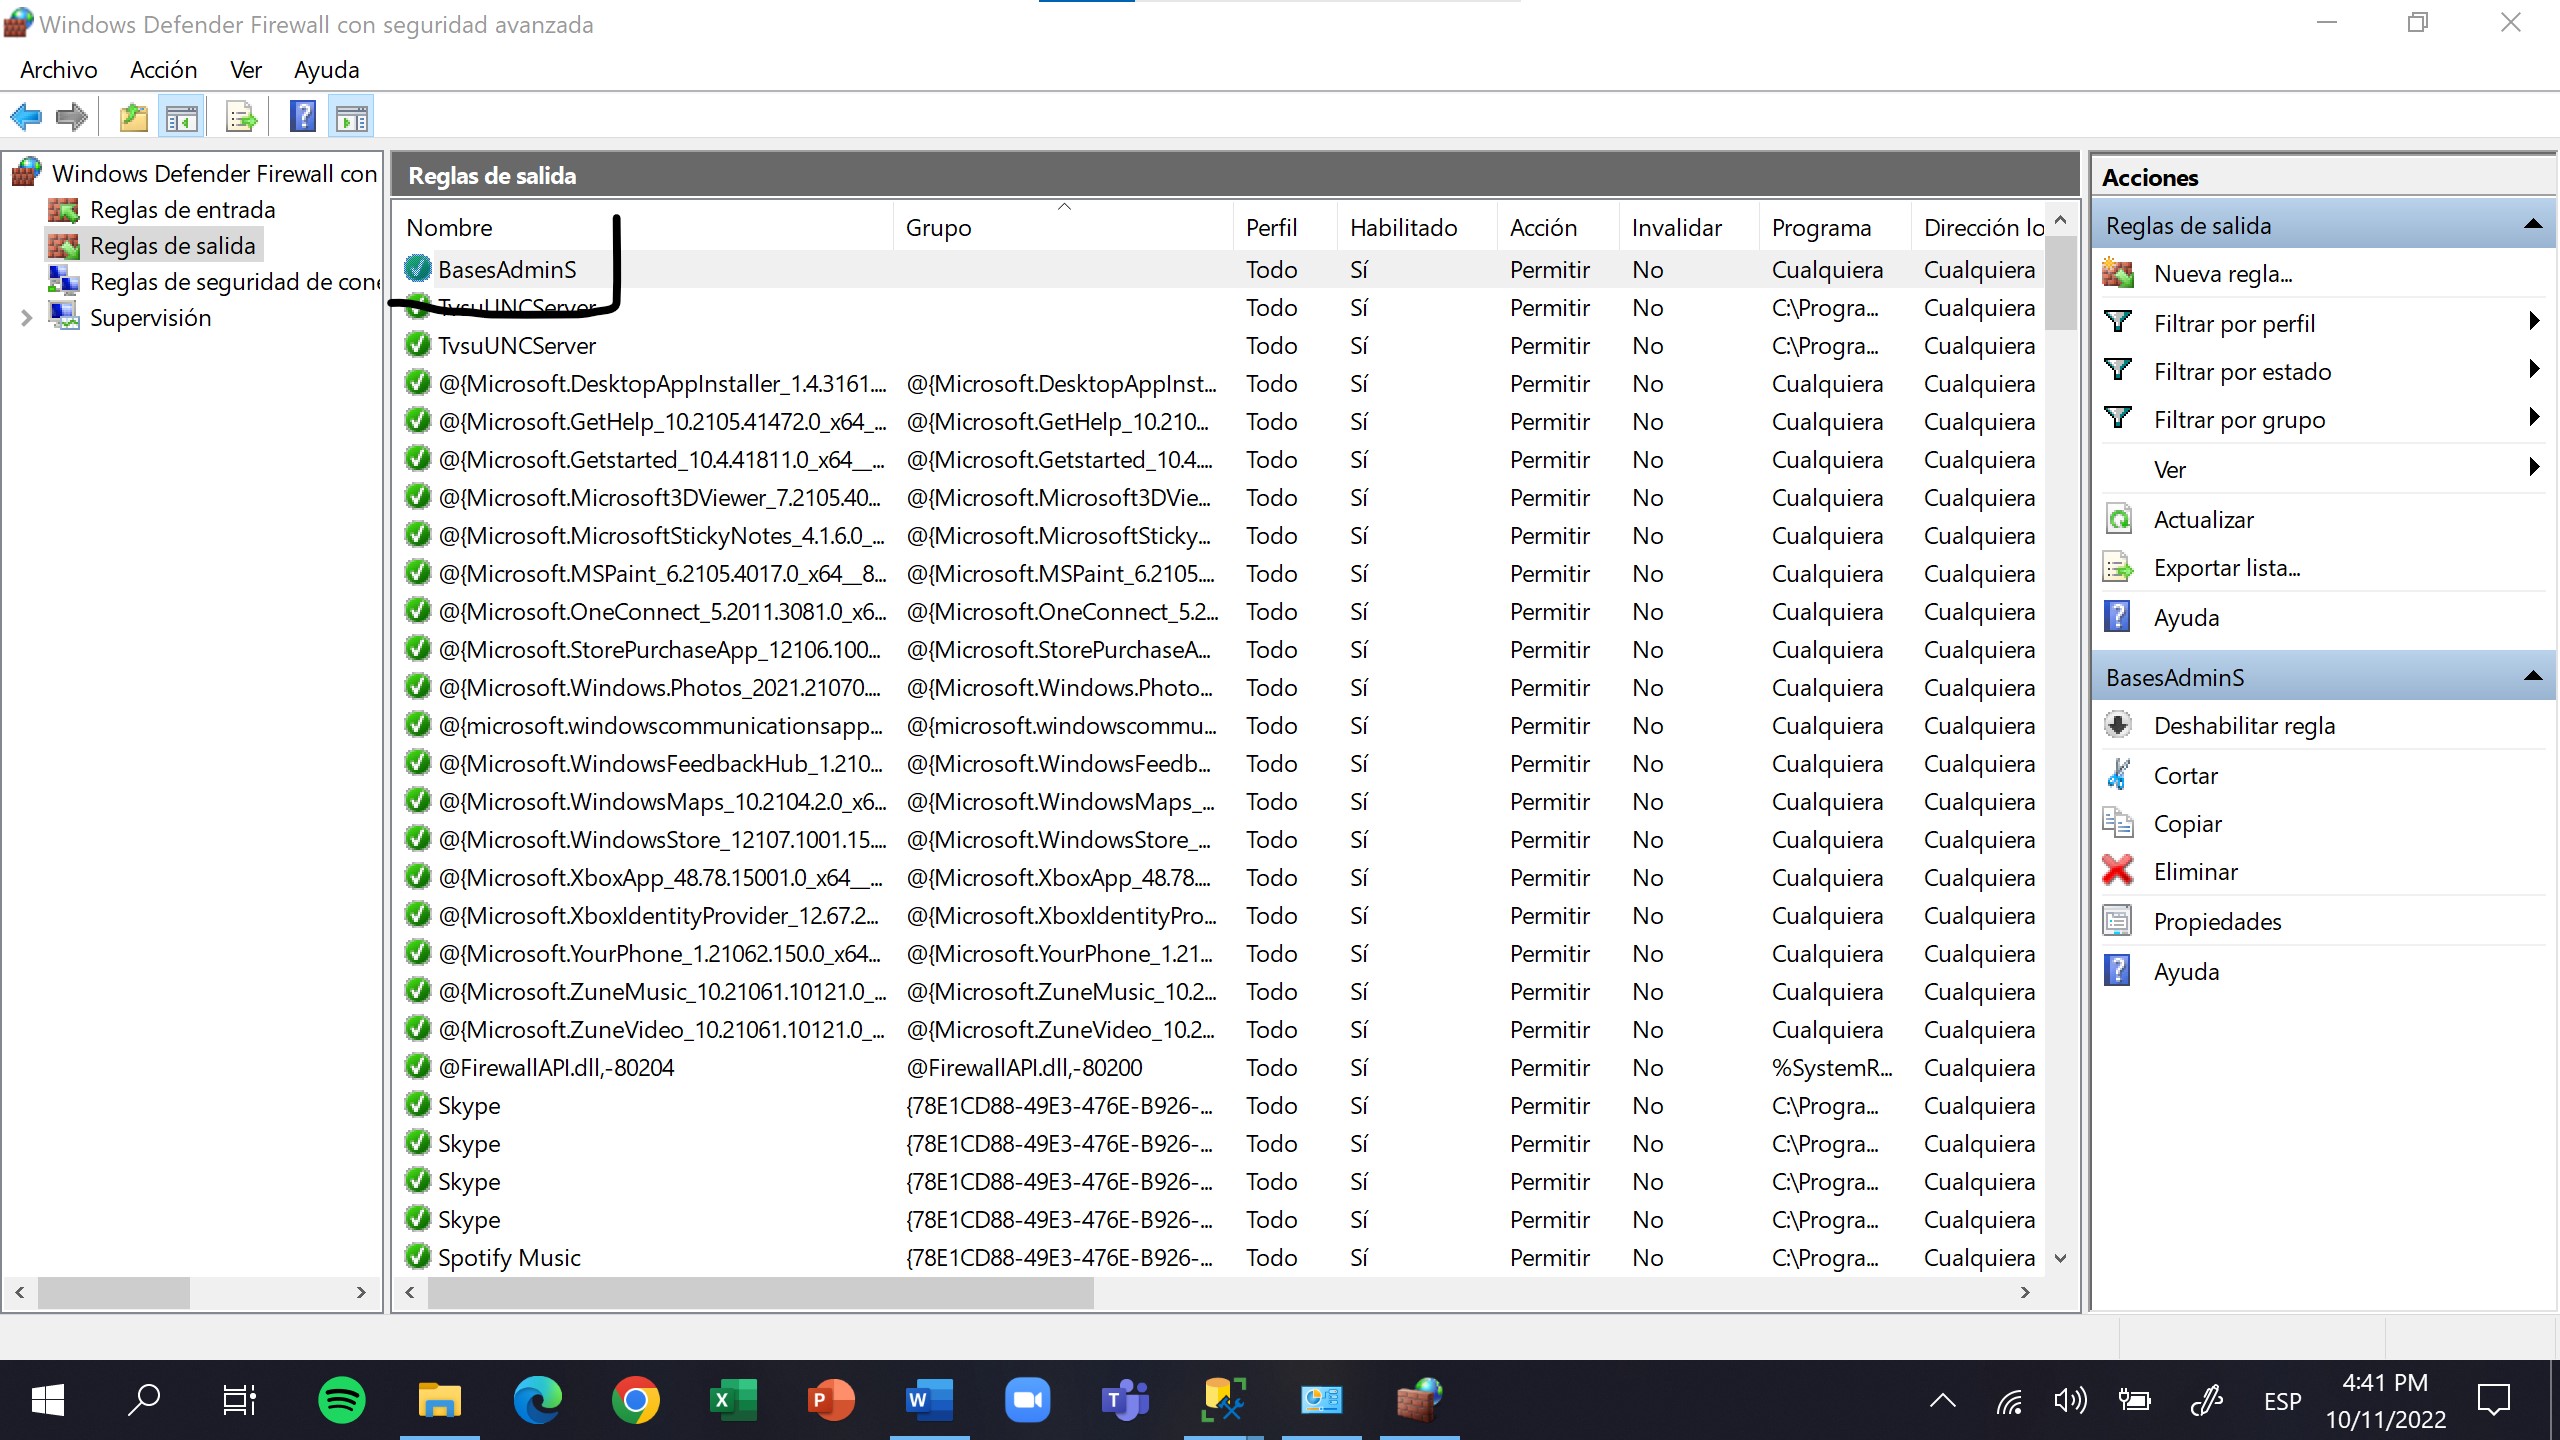 Windows Defender Firewall con seguridad avanzada
Archivo Acción Ver Ayuda
Windows Defender Firewall con
Reglas de entrada
Reglas de salida
Reglas de seguridad de con
Supervisión
Reglas de salida
Nombre Grupo Perfil Habilitado Acción Invalidar Programa Dirección lo
BasesAdminS Todo Sí Permitir No Cualquiera Cualquiera
TvsuUNCServer Todo Sí Permitir No C:\Progra... Cualquiera
TvsuUNCServer Todo Sí Permitir No C:\Progra... Cualquiera
@{Microsoft.DesktopAppInstaller_1.4.3161.... @{Microsoft.DesktopAppInst... Todo Sí Permitir No Cualquiera Cualquiera
@{Microsoft.GetHelp_10.2105.41472.0_x64_... @{Microsoft.GetHelp_10.210... Todo Sí Permitir No Cualquiera Cualquiera
@{Microsoft.Getstarted_10.4.41811.0_x64__... @{Microsoft.Getstarted_10.4.... Todo Sí Permitir No Cualquiera Cualquiera
@{Microsoft.Microsoft3DViewer_7.2105.40... @{Microsoft.Microsoft3DVie... Todo Sí Permitir No Cualquiera Cualquiera
@{Microsoft.MicrosoftStickyNotes_4.1.6.0_... @{Microsoft.MicrosoftSticky... Todo Sí Permitir No Cualquiera Cualquiera
@{Microsoft.MSPaint_6.2105.4017.0_x64__8... @{Microsoft.MSPaint_6.2105.... Todo Sí Permitir No Cualquiera Cualquiera
@{Microsoft.OneConnect_5.2011.3081.0_x6... @{Microsoft.OneConnect_5.2... Todo Sí Permitir No Cualquiera Cualquiera
@{Microsoft.StorePurchaseApp_12106.100... @{Microsoft.StorePurchaseA... Todo Sí Permitir No Cualquiera Cualquiera
@{Microsoft.Windows.Photos_2021.21070.... @{Microsoft.Windows.Photo... Todo Sí Permitir No Cualquiera Cualquiera
@{microsoft.windowscommunicationsapp... @{microsoft.windowscommu... Todo Sí Permitir No Cualquiera Cualquiera
@{Microsoft.WindowsFeedbackHub_1.210... @{Microsoft.WindowsFeedb... Todo Sí Permitir No Cualquiera Cualquiera
@{Microsoft.WindowsMaps_10.2104.2.0_x6... @{Microsoft.WindowsMaps_... Todo Sí Permitir No Cualquiera Cualquiera
@{Microsoft.WindowsStore_12107.1001.15.... @{Microsoft.WindowsStore_... Todo Sí Permitir No Cualquiera Cualquiera
@{Microsoft.XboxApp_48.78.15001.0_x64__... @{Microsoft.XboxApp_48.78.... Todo Sí Permitir No Cualquiera Cualquiera
@{Microsoft.XboxIdentityProvider_12.67.2... @{Microsoft.XboxIdentityPro... Todo Sí Permitir No Cualquiera Cualquiera
@{Microsoft.YourPhone_1.21062.150.0_x64... @{Microsoft.YourPhone_1.21... Todo Sí Permitir No Cualquiera Cualquiera
@{Microsoft.ZuneMusic_10.21061.10121.0_... @{Microsoft.ZuneMusic_10.2... Todo Sí Permitir No Cualquiera Cualquiera
@{Microsoft.ZuneVideo_10.21061.10121.0_... @{Microsoft.ZuneVideo_10.2... Todo Sí Permitir No Cualquiera Cualquiera
@FirewallAPI.dll,-80204 @FirewallAPI.dll,-80200 Todo Sí Permitir No %SystemR... Cualquiera
Skype {78E1CD88-49E3-476E-B926-... Todo Sí Permitir No C:\Progra... Cualquiera
Skype {78E1CD88-49E3-476E-B926-... Todo Sí Permitir No C:\Progra... Cualquiera
Skype {78E1CD88-49E3-476E-B926-... Todo Sí Permitir No C:\Progra... Cualquiera
Skype {78E1CD88-49E3-476E-B926-... Todo Sí Permitir No C:\Progra... Cualquiera
Spotify Music {78E1CD88-49E3-476E-B926-... Todo Sí Permitir No C:\Progra... Cualquiera
Acciones
Reglas de salida
Nueva regla...
Filtrar por perfil
Filtrar por estado
Filtrar por grupo
Ver
Actualizar
Exportar lista...
Ayuda
BasesAdminS
Deshabilitar regla
Cortar
Copiar
Eliminar
Propiedades
Ayuda
ESP
4:41 PM
10/11/2022